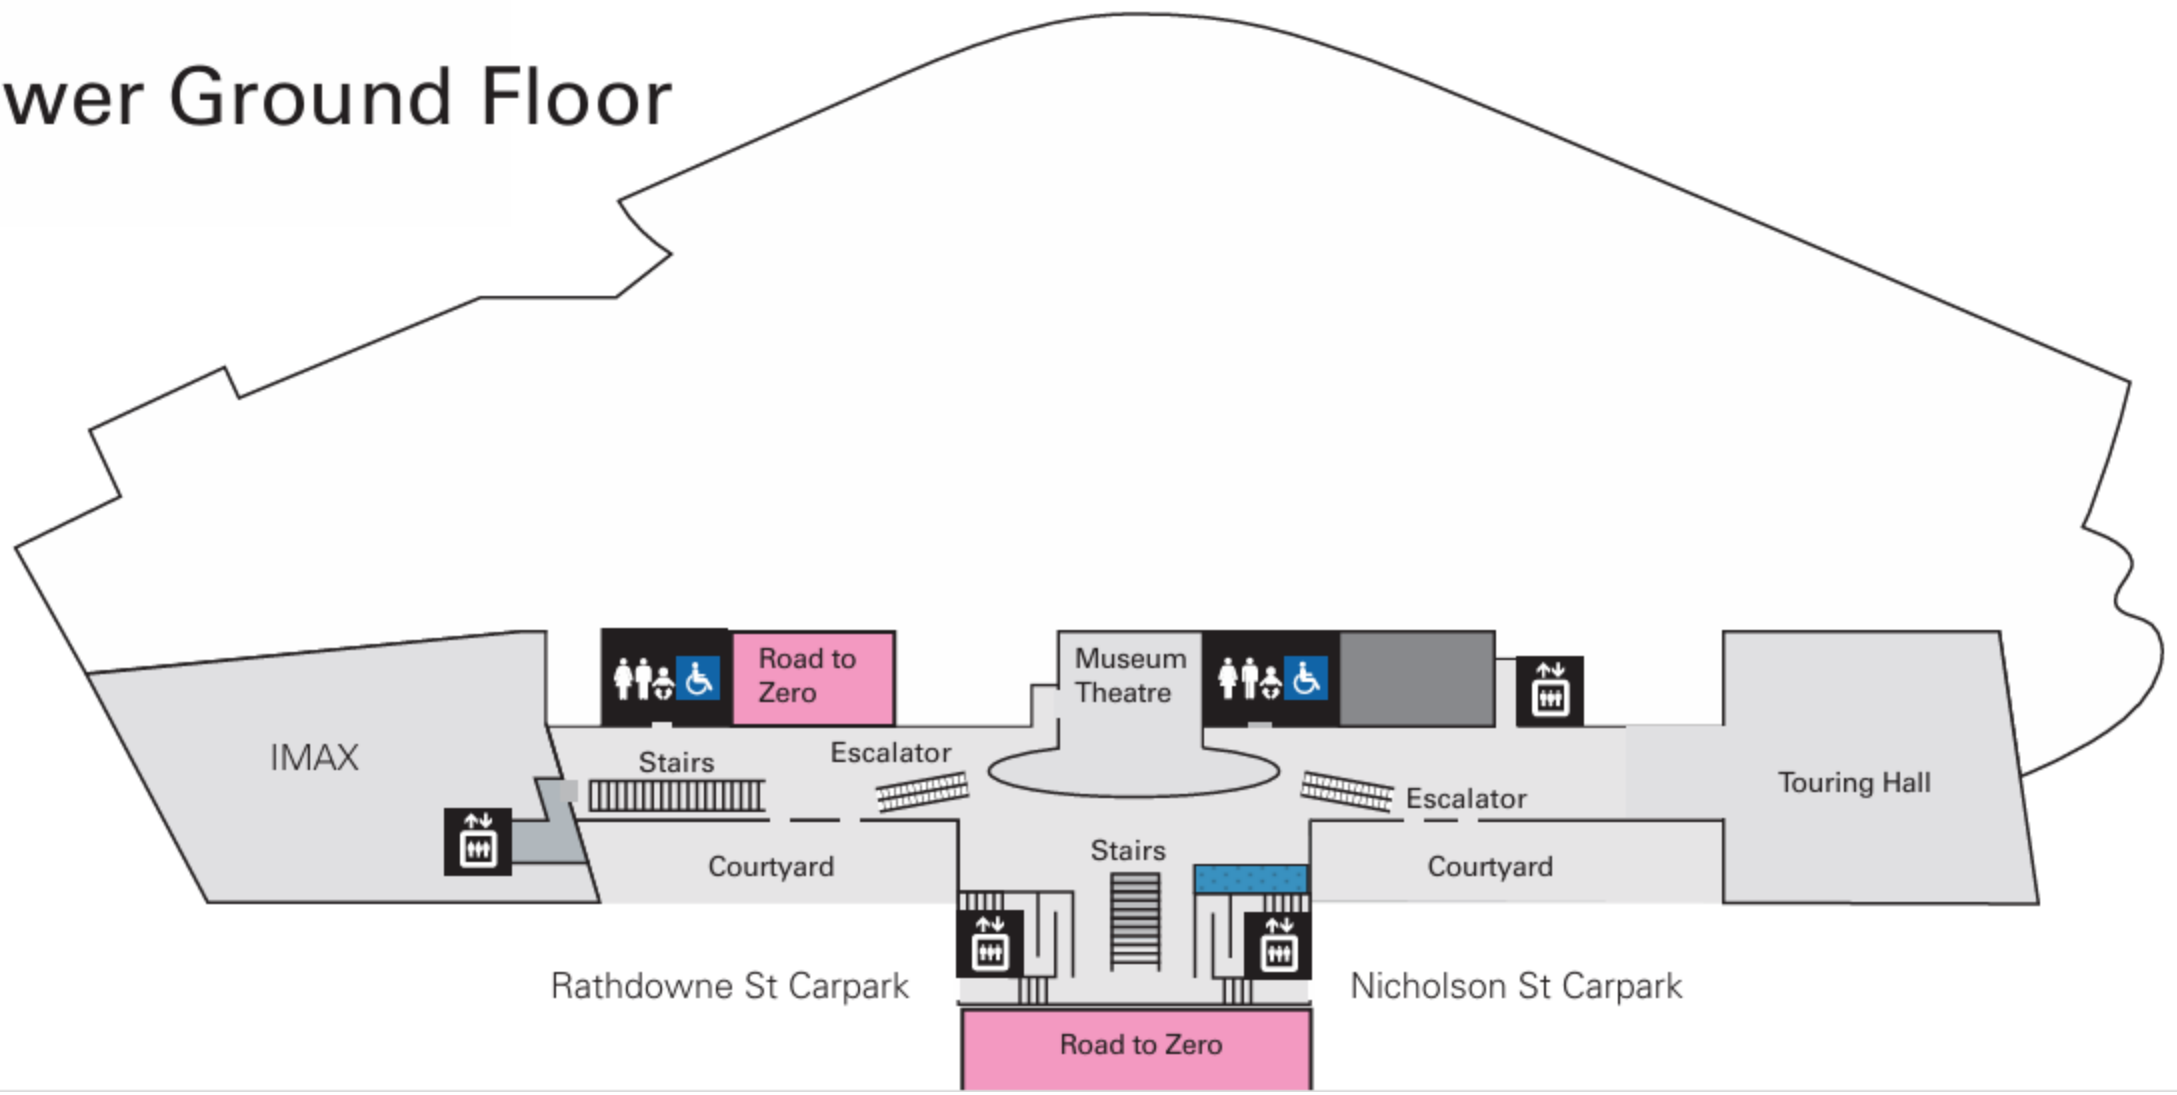 wer Ground Floor
Road to
Zero
Museum
Theatre
IMAX
Stairs
Escalator
Touring Hall
Escalator
Courtyard
Stairs
Courtyard
Rathdowne St Carpark
Nicholson St Carpark
Road to Zero